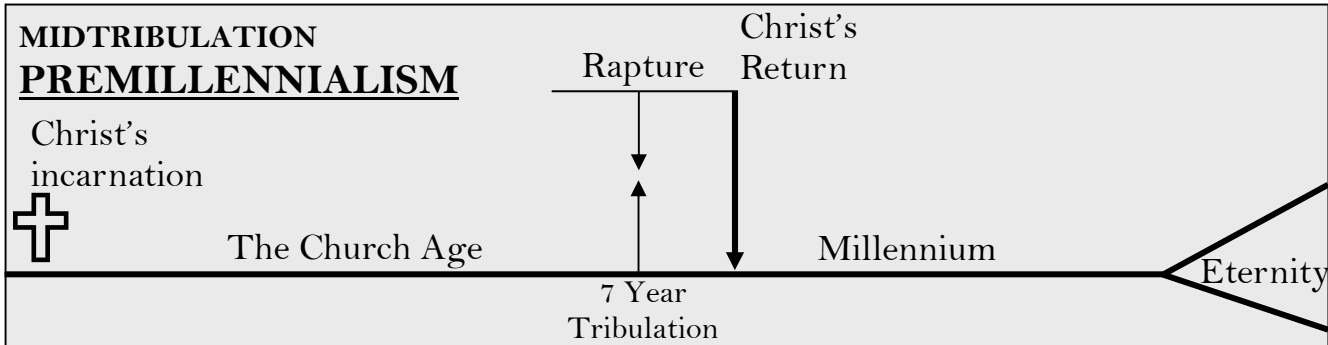 MIDTRIBULATION
PREMILLENNIALISM
Christ’s
incarnation
Rapture
Christ’s
Return
The Church Age
7 Year
Tribulation
Millennium
Eternity